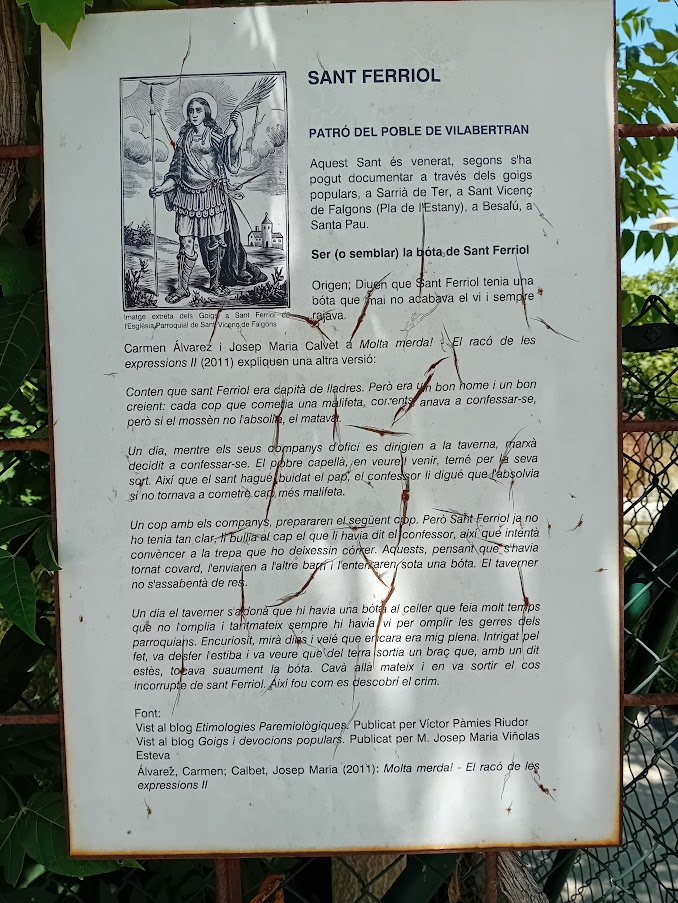 SANT FERRIOL
PATRÓ DEL POBLE DE VILABERTRAN
Aquest Sant és venerat, segons s'ha
pogut documentar a través dels goigs
populars, a Sarrià de Ter, a Sant Vicenç
de Falgons (Pla de l'Estany), a Besalú, a
Santa Pau.
Ser (o semblar) la bóta de Sant Ferriol
Origen; Diuen que Sant Ferriol tenia una
bóta que mai no acabava el vi i sempre
rajava.
Imatge extreta dels Goigs a Sant Ferriol de
l'Església Parroquial de Sant Vicenç de Falgons
Carmen Álvarez i Josep Maria Calvet a Molta merda! - El racó de les
expressions II (2011) expliquen una altra versió:
Conten que sant Ferriol era capità de lladres. Però era un bon home i un bon
creient: cada cop que cometia una malifeta, corrents anava a confessar-se,
però si el mossèn no l'absolia, el matava.
Un dia, mentre els seus companys d'ofici es dirigien a la taverna, marxà
decidit a confessar-se. El pobre capellà, en veure'l venir, temé per la seva
sort. Així que el sant hagué buidat el pap, el confessor li digué que l'absolvia
si no tornava a cometre cap més malifeta.
Un cop amb els companys, prepararen el següent cop. Però Sant Ferriol ja no
ho tenia tan clar, li bullia al cap el que li havia dit el confessor, així que intentà
convèncer a la trepa que ho deixessin córrer. Aquests, pensant que s'havia
tornat covard, l'enviaren a l'altre barri i l'enterraren sota una bóta. El taverner
no s'assabentà de res.
Un dia el taverner s'adonà que hi havia una bóta al celler que feia molt temps
que no l'omplia i tanmateix sempre hi havia vi per omplir les gerres dels
parroquians. Encuriosit, mirà dins i veié que encara era mig plena. Intrigat pel
fet, va desfer l'estiba i va veure que del terra sortia un braç que, amb un dit
estès, tocava suaument la bóta. Cavà allà mateix i en va sortir el cos
incorrupte de sant Ferriol. Així fou com es descobrí el crim.
Font:
Vist al blog Etimologies Paremiològiques. Publicat per Víctor Pàmies Riudor
Vist al blog Goigs i devocions populars. Publicat per M. Josep Maria Viñolas
Esteva
Álvarez, Carmen; Calbet, Josep Maria (2011): Molta merda! - El racó de les
expressions II